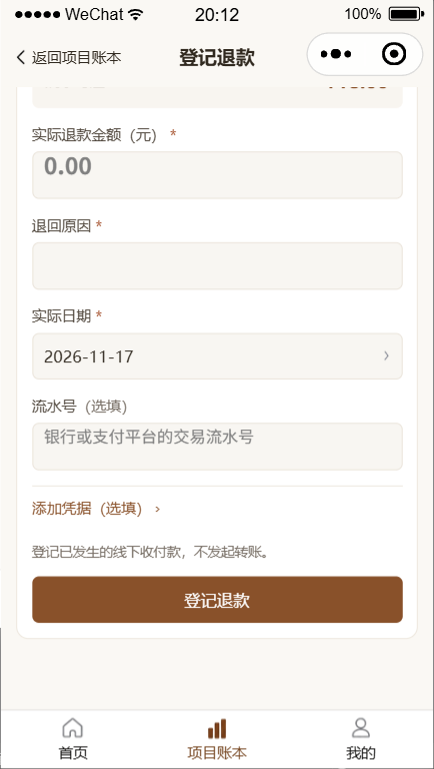 WeChat
20:12
100%
返回项目账本
登记退款
实际退款金额（元） *
0.00
退回原因 *
实际日期 *
2026-11-17
流水号（选填）
银行或支付平台的交易流水号
添加凭据（选填） ›
登记已发生的线下收付款，不发起转账。
登记退款
首页
项目账本
我的